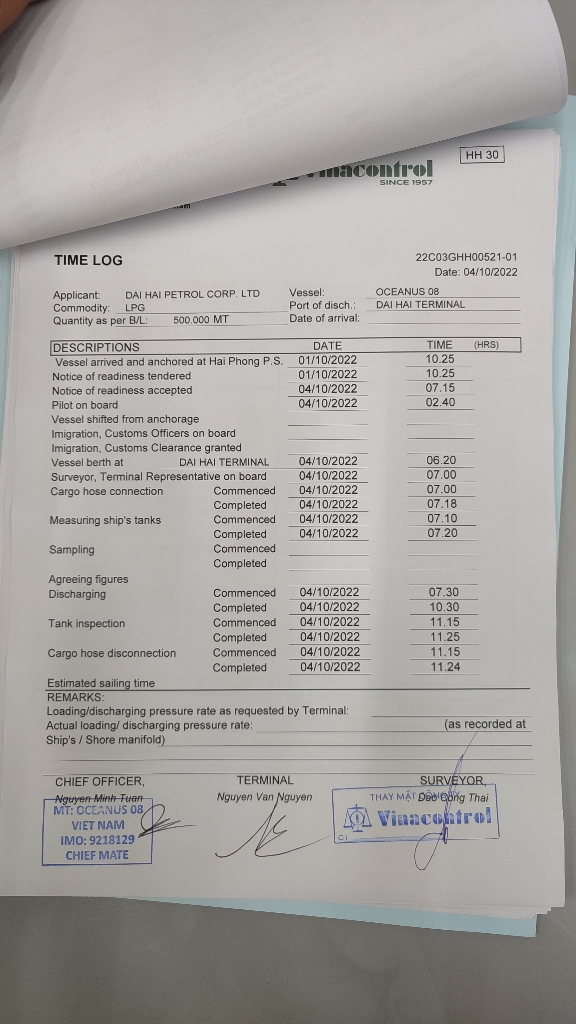 HH 30
Vinacontrol
SINCE 1957
TIME LOG
22C03GHH00521-01
Date: 04/10/2022
Applicant: DAI HAI PETROL CORP. LTD Vessel: OCEANUS 08
Commodity: LPG Port of disch.: DAI HAI TERMINAL
Quantity as per B/L: 500.000 MT Date of arrival:
DESCRIPTIONS DATE TIME (HRS)
Vessel arrived and anchored at Hai Phong P.S. 01/10/2022 10.25
Notice of readiness tendered 01/10/2022 10.25
Notice of readiness accepted 04/10/2022 07.15
Pilot on board 04/10/2022 02.40
Vessel shifted from anchorage
Imigration, Customs Officers on board
Imigration, Customs Clearance granted
Vessel berth at DAI HAI TERMINAL 04/10/2022 06.20
Surveyor, Terminal Representative on board 04/10/2022 07.00
Cargo hose connection Commenced 04/10/2022 07.00
Completed 04/10/2022 07.18
Measuring ship's tanks Commenced 04/10/2022 07.10
Completed 04/10/2022 07.20
Sampling Commenced
Completed
Agreeing figures
Discharging Commenced 04/10/2022 07.30
Completed 04/10/2022 10.30
Tank inspection Commenced 04/10/2022 11.15
Completed 04/10/2022 11.25
Cargo hose disconnection Commenced 04/10/2022 11.15
Completed 04/10/2022 11.24
Estimated sailing time
REMARKS:
Loading/discharging pressure rate as requested by Terminal:
Actual loading/ discharging pressure rate: (as recorded at
Ship's / Shore manifold)
CHIEF OFFICER, TERMINAL SURVEYOR,
Nguyen Minh Tuan Nguyen Van Nguyen Dao Cong Thai
MT: OCEANUS 08
VIET NAM
IMO: 9218129
CHIEF MATE
THAY MẶT
Vinacontrol